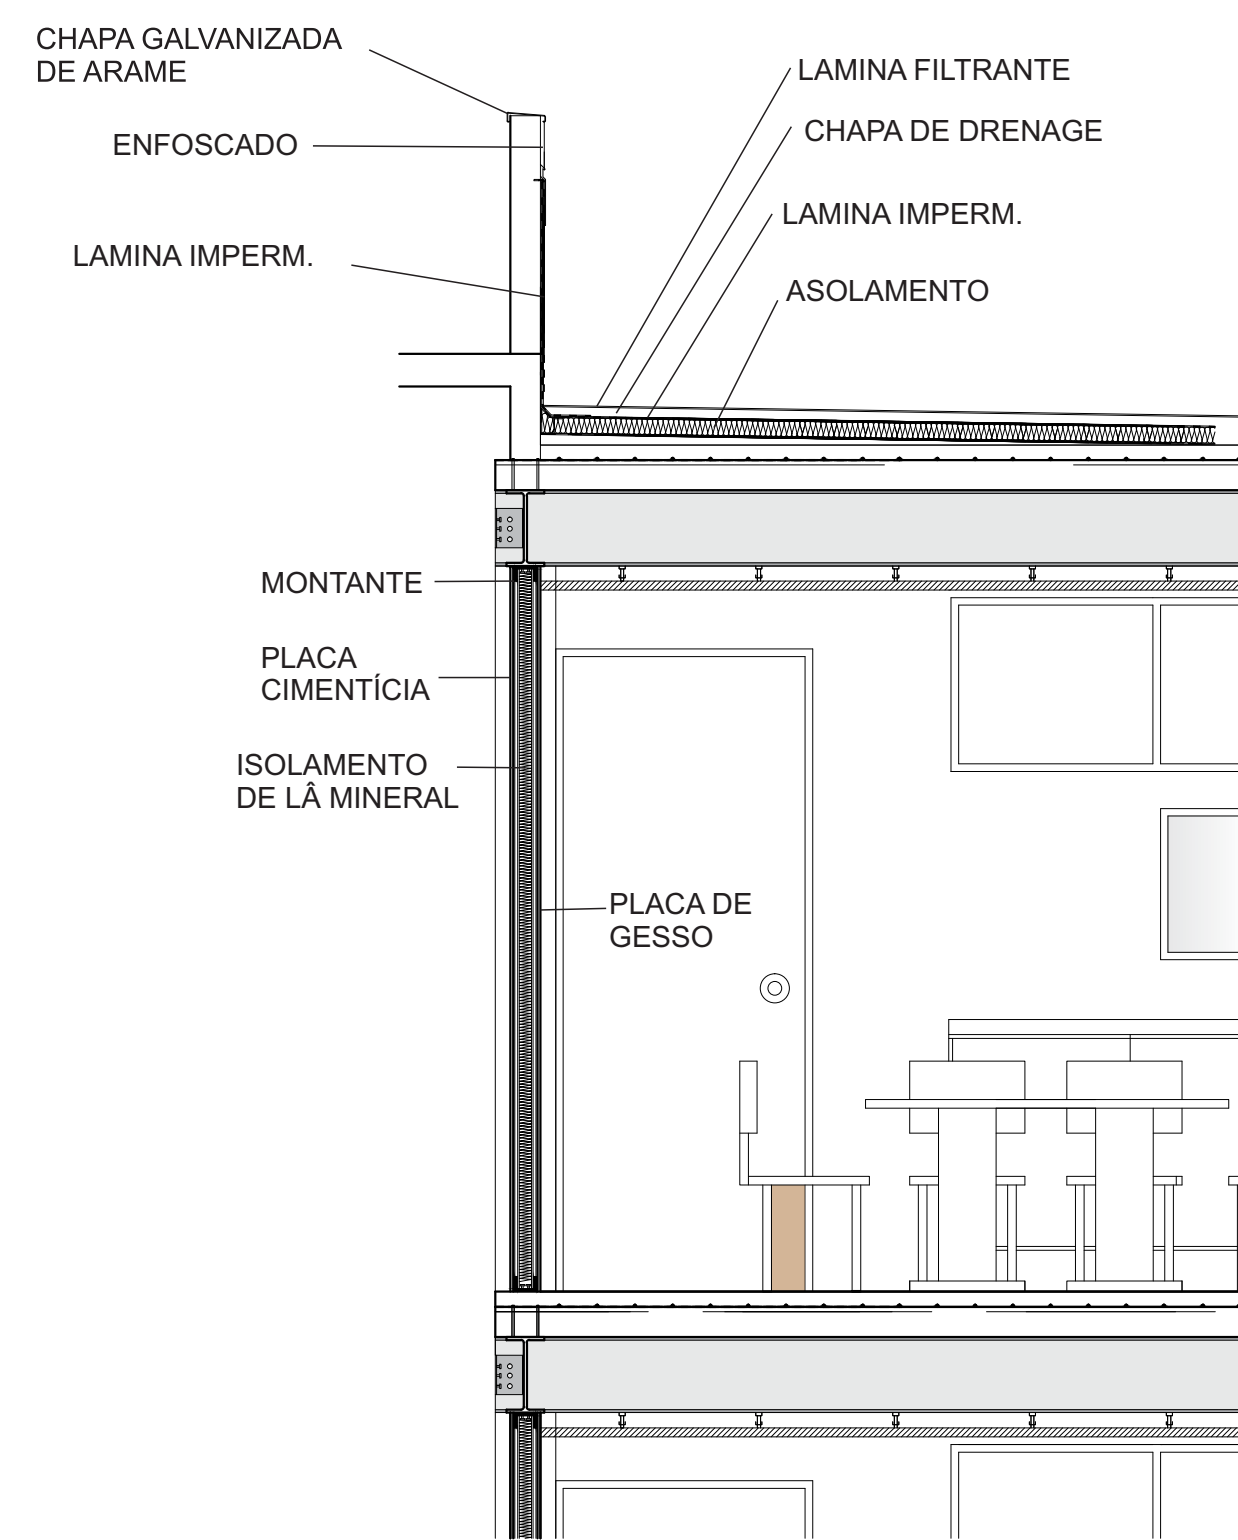 CHAPA GALVANIZADA
DE ARAME
ENFOSCADO
LAMINA IMPERM.
LAMINA FILTRANTE
CHAPA DE DRENAGE
LAMINA IMPERM.
ASOLAMENTO
MONTANTE
PLACA
CIMENTÍCIA
ISOLAMENTO
DE LÂ MINERAL
PLACA DE
GESSO